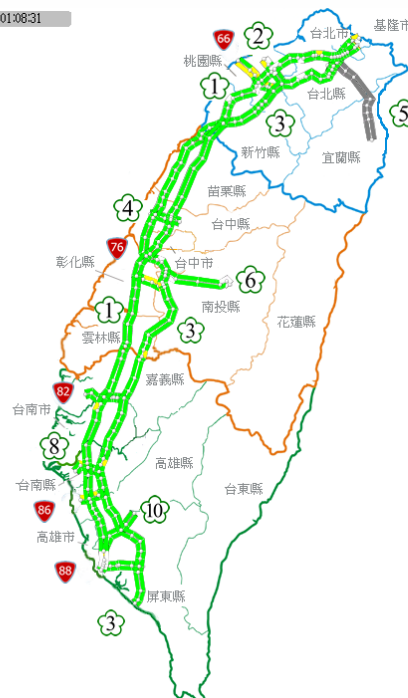 01:08:31
基隆市
台北市
66
2
桃園縣
1
台北縣
5
3
新竹縣
宜蘭縣
苗栗縣
4
台中縣
76
台中市
彰化縣
6
南投縣
花蓮縣
1
3
雲林縣
嘉義縣
82
台南市
8
高雄縣
台東縣
台南縣
86
10
高雄市
88
屏東縣
3